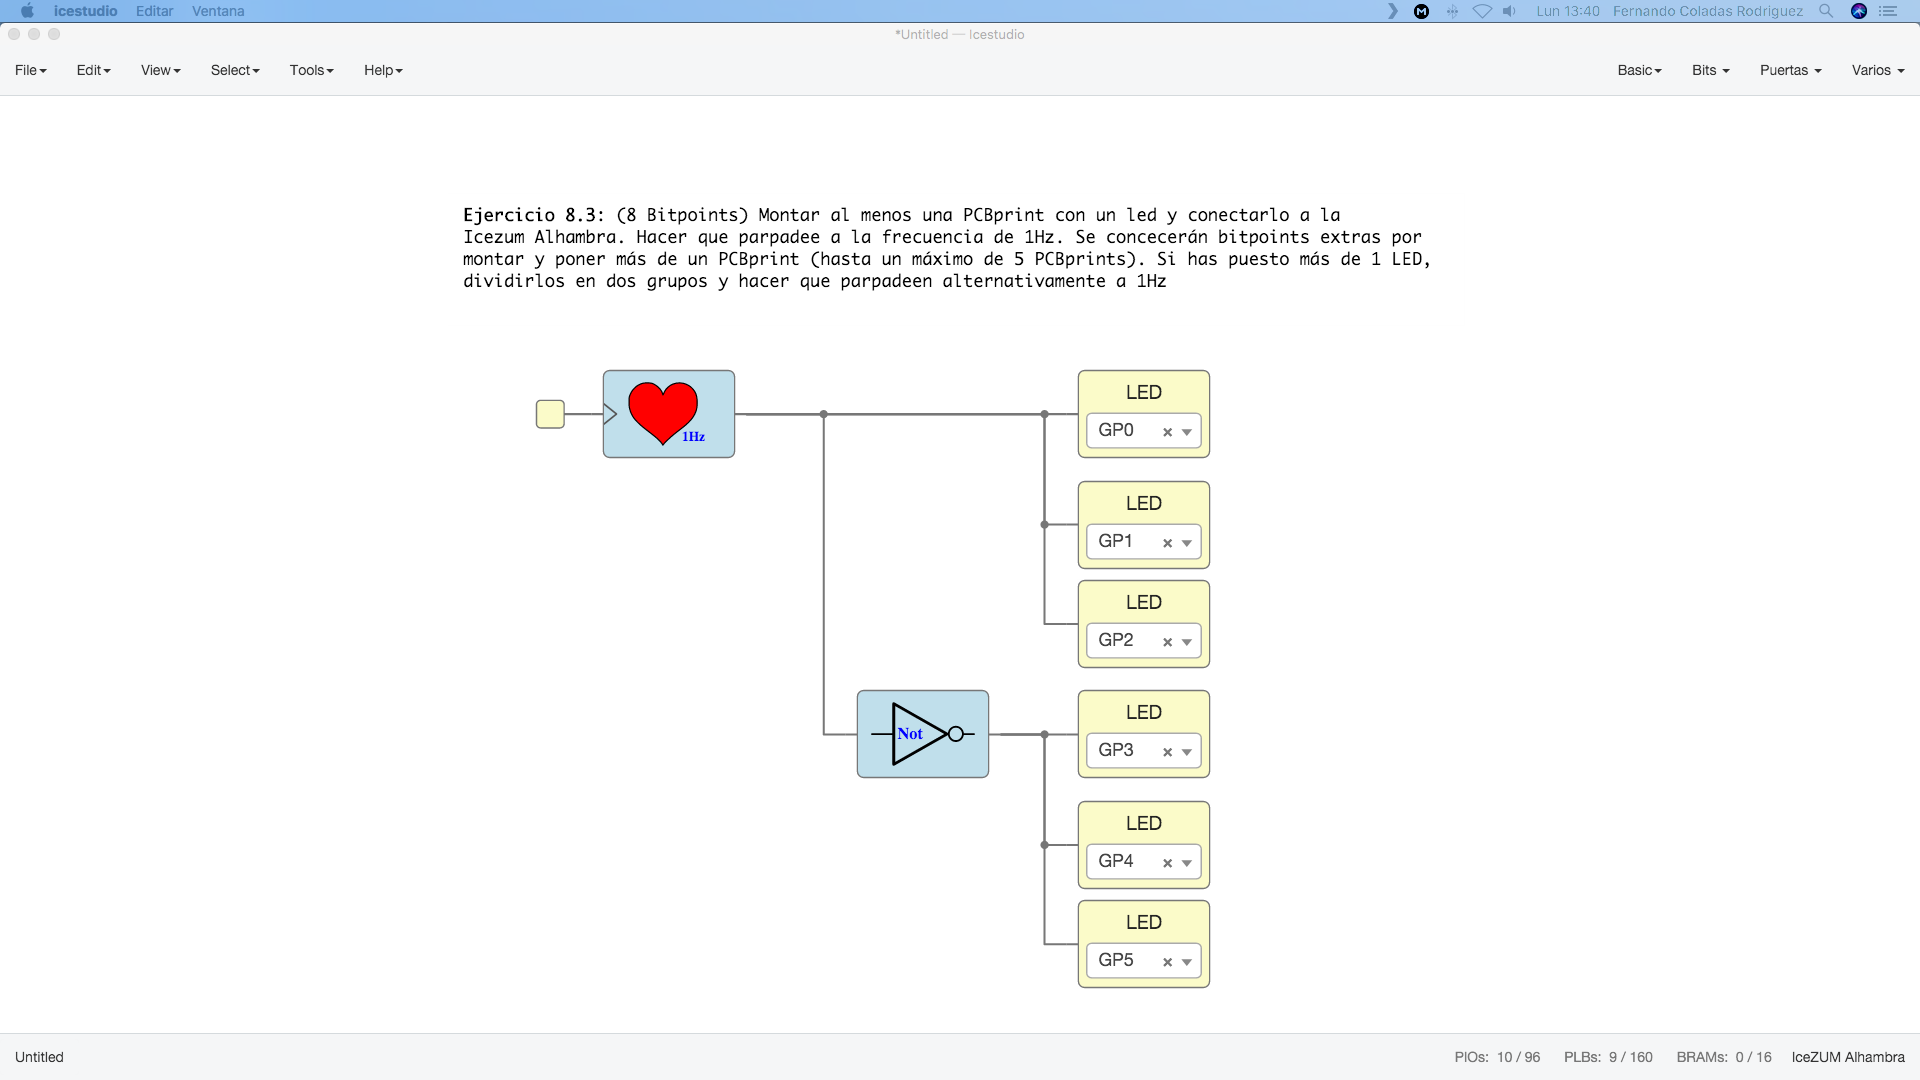 icestudio Editar Ventana Lun 13:40 Fernando Coladas Rodriguez
*Untitled — Icestudio
File Edit View Select Tools Help Basic Bits Puertas Varios
Ejercicio 8.3: (8 Bitpoints) Montar al menos una PCBprint con un led y conectarlo a la
Icezum Alhambra. Hacer que parpadee a la frecuencia de 1Hz. Se concecerán bitpoints extras por
montar y poner más de un PCBprint (hasta un máximo de 5 PCBprints). Si has puesto más de 1 LED,
dividirlos en dos grupos y hacer que parpadeen alternativamente a 1Hz
1Hz
LED
GP0
LED
GP1
LED
GP2
Not
LED
GP3
LED
GP4
LED
GP5
Untitled PIOs: 10 / 96 PLBs: 9 / 160 BRAMs: 0 / 16 IceZUM Alhambra